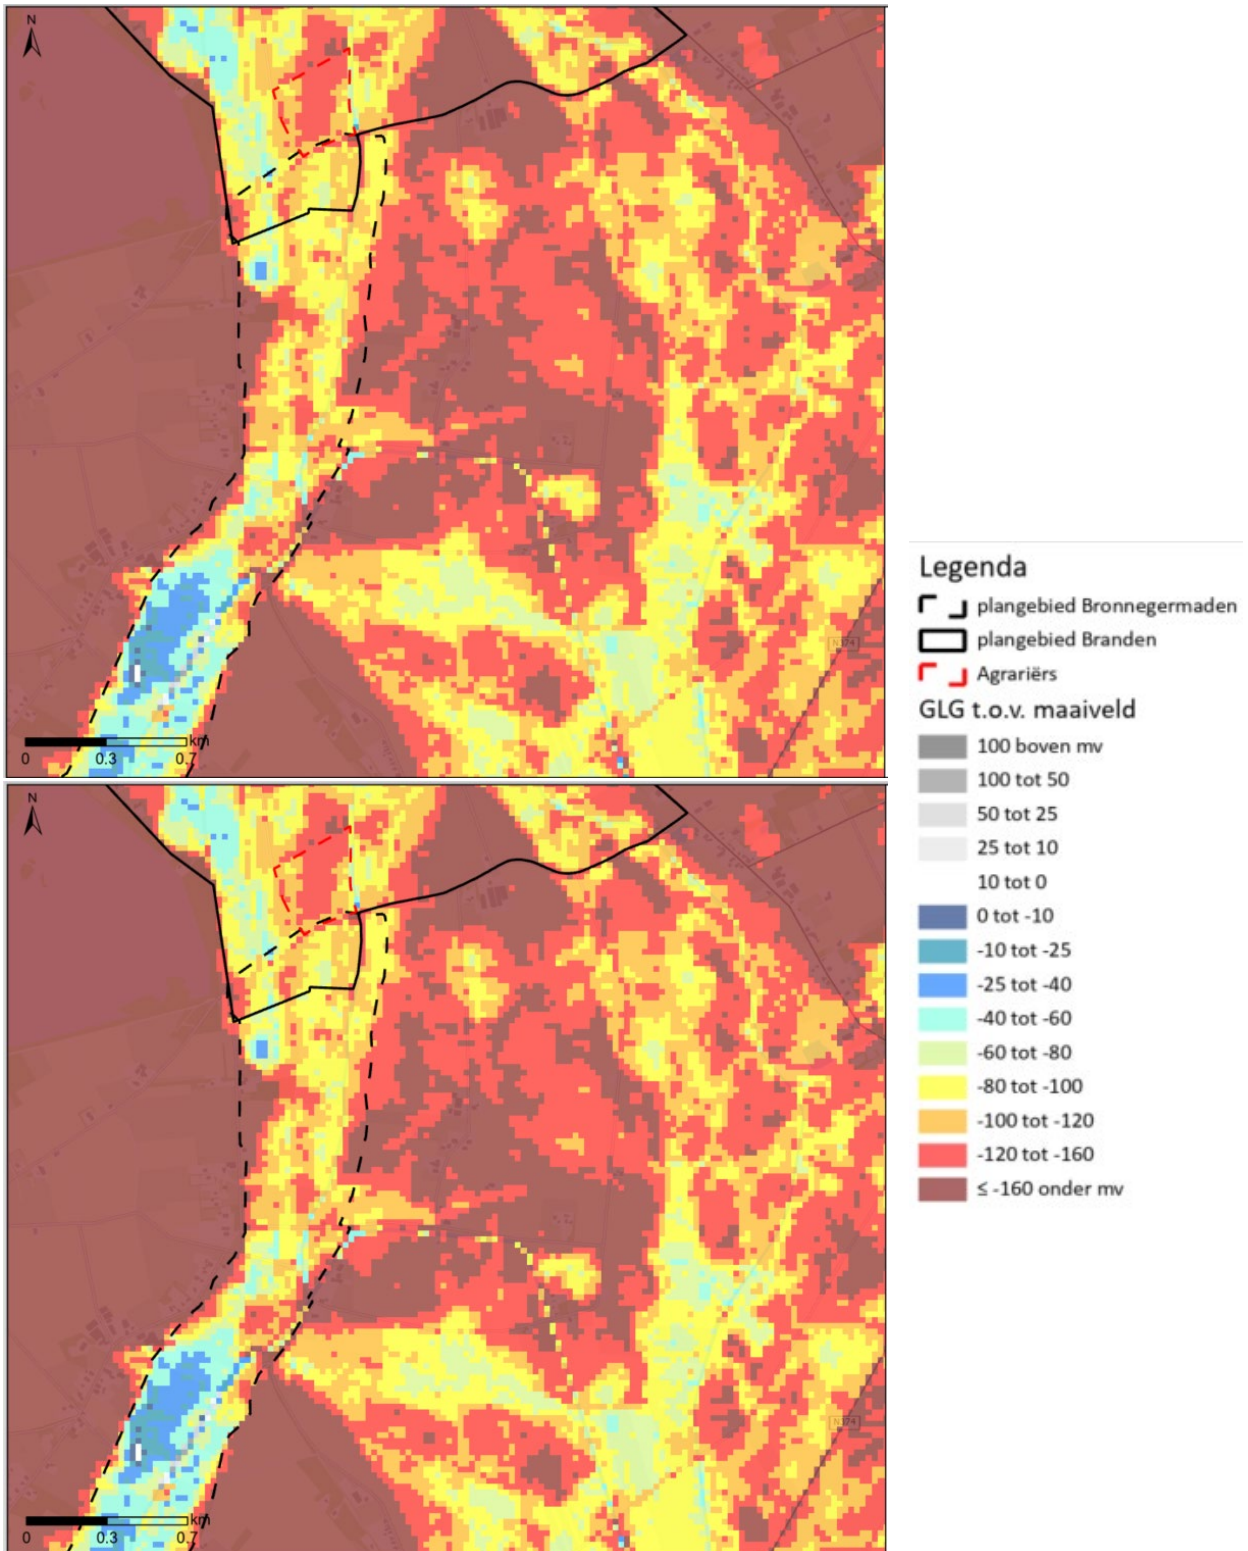 N
km
0 0.3 0.7
N374
Legenda
plangebied Bronnegermaden
plangebied Branden
Agrariërs
GLG t.o.v. maaiveld
100 boven mv
100 tot 50
50 tot 25
25 tot 10
10 tot 0
0 tot -10
-10 tot -25
-25 tot -40
-40 tot -60
-60 tot -80
-80 tot -100
-100 tot -120
-120 tot -160
≤ -160 onder mv
N
N374
km
0 0.3 0.7